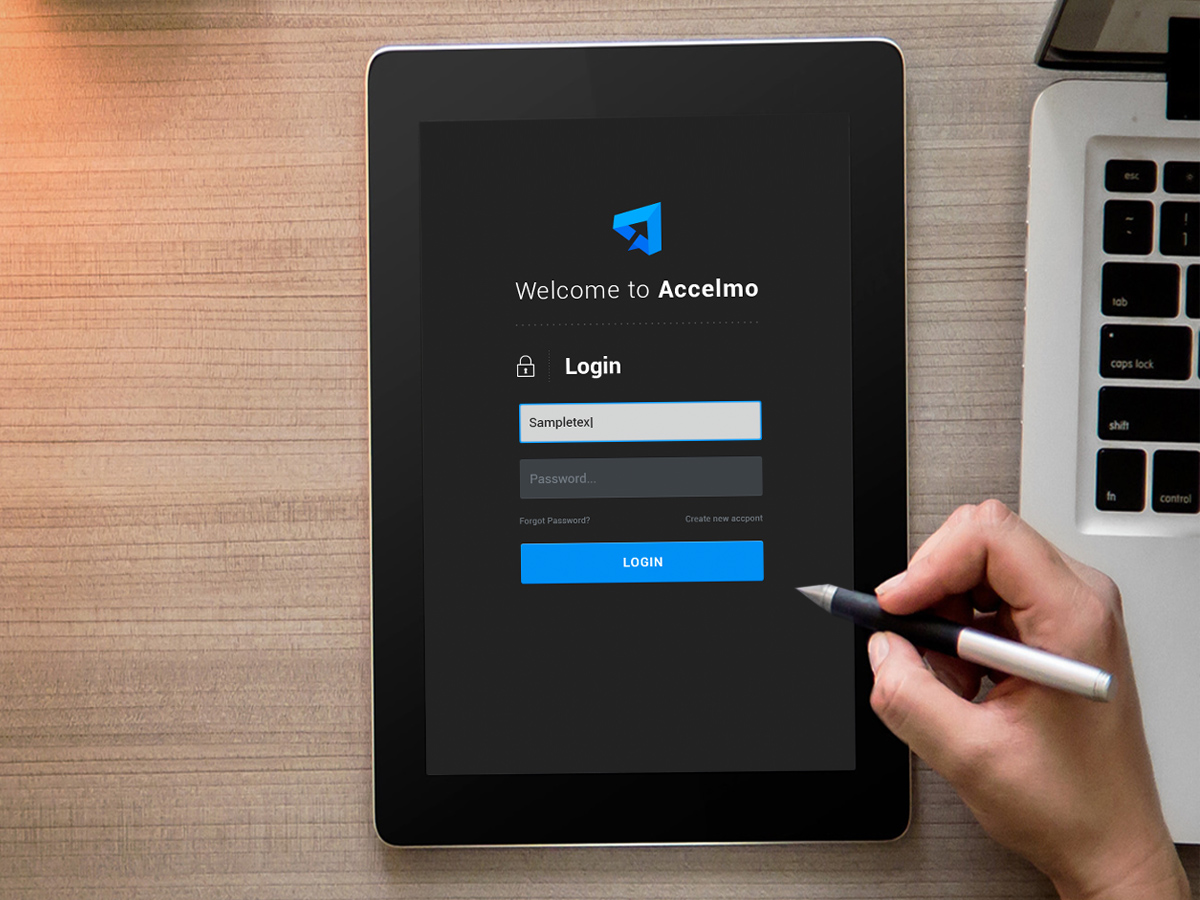 Welcome to Accelmo
Login
Sampletex
Password...
Forgot Password?
Create new accpont
LOGIN
esc
~
`
!
1
tab
caps lock
shift
fn
control